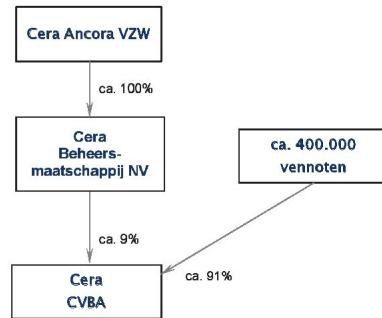 Cera Ancora VZW
ca. 100%
Cera
Beheers-
maatschappij NV
ca. 400.000
vennoten
ca. 9%
ca. 91%
Cera
CVBA